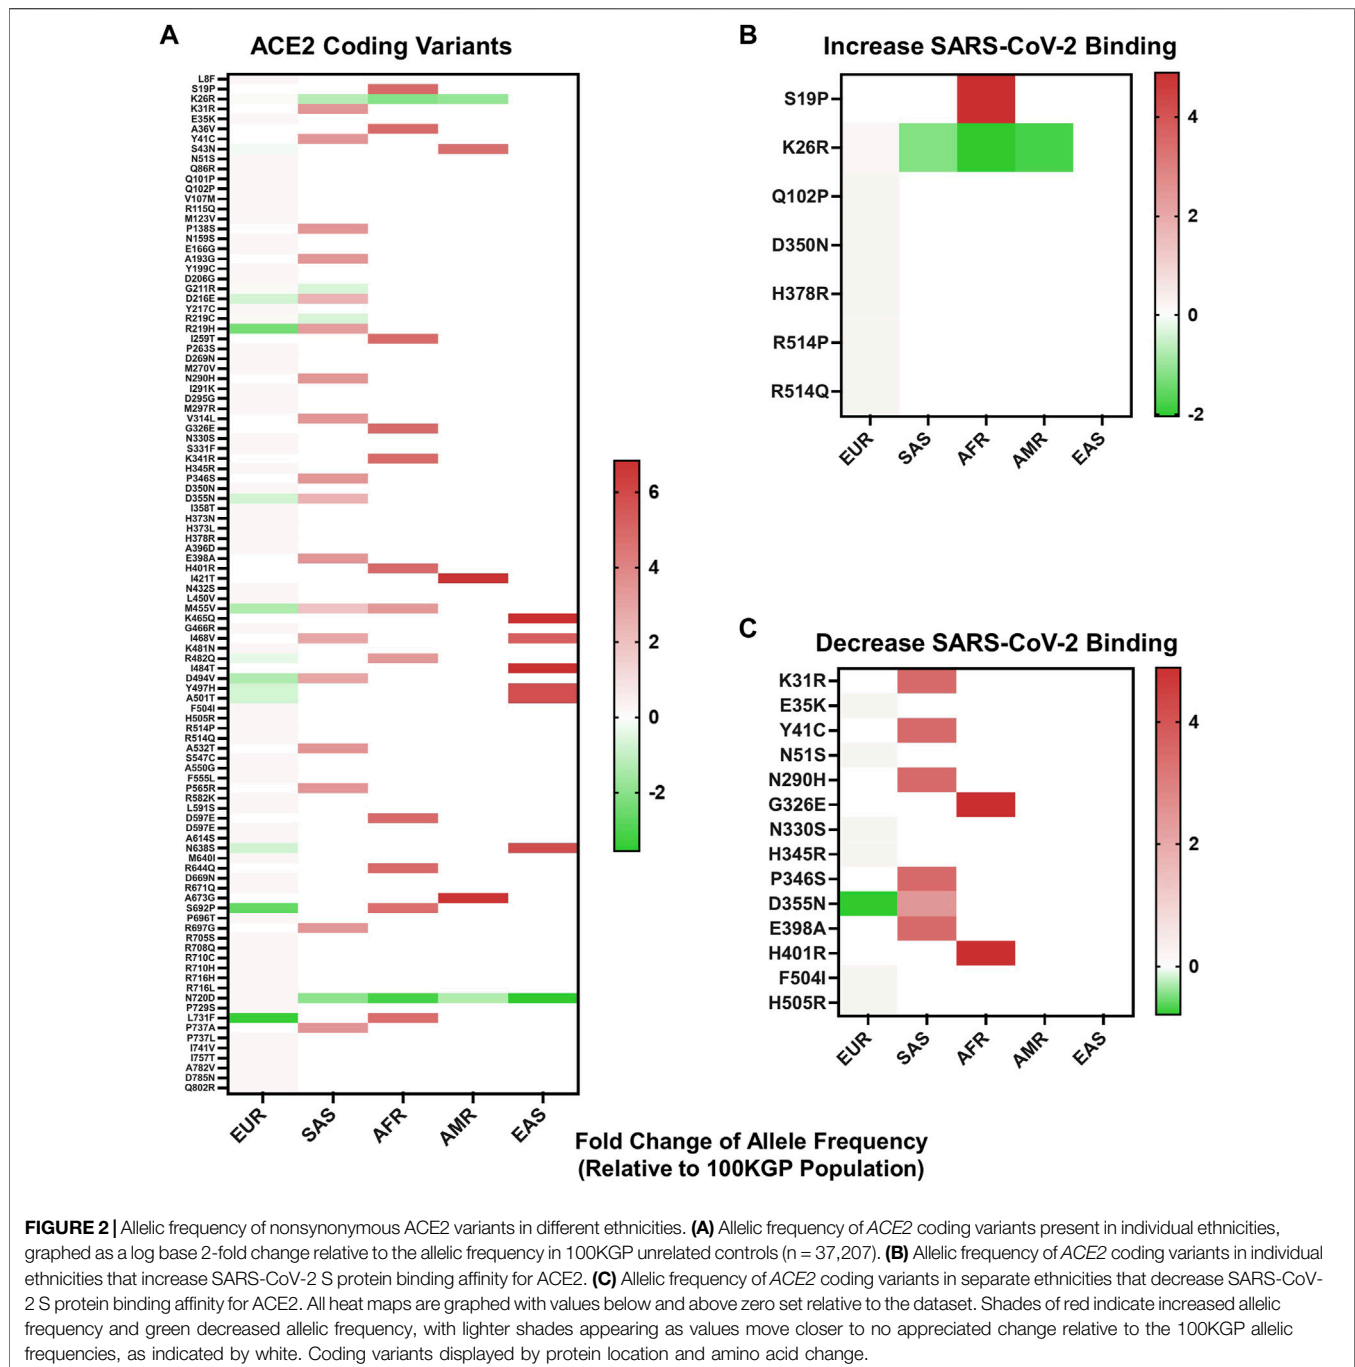 A
ACE2 Coding Variants
L8F
S19P
K26R
K31R
E35K
A36V
Y41C
S43N
N51S
Q86R
Q101P
Q102P
V107M
R115Q
M123V
P138S
N159S
E166G
A193G
Y199C
D206G
G211R
D216E
Y217C
R219C
R219H
I259T
P263S
D269N
M270V
N290H
I291K
D295G
M297R
V314L
G326E
N330S
S331F
K341R
H345R
P346S
D350N
D355N
I358T
H373N
H373L
H378R
A396D
E398A
H401R
I421T
N432S
L450V
M455V
K465Q
G466R
I468V
K481N
R482Q
I484T
D494V
Y497H
A501T
F504I
H505R
R514P
R514Q
A532T
S547C
A550G
F555L
P565R
R582K
L591S
D597E
D597E
A614S
N638S
M640I
R644Q
D669N
R671Q
A673G
S692P
P696T
R697G
R705S
R708Q
R710C
R710H
R716H
R716L
N720D
P729S
L731F
P737A
P737L
I741V
I757T
A782V
D785N
Q802R
EUR
SAS
AFR
AMR
EAS
6
4
2
0
-2
B
Increase SARS-CoV-2 Binding
S19P
K26R
Q102P
D350N
H378R
R514P
R514Q
EUR
SAS
AFR
AMR
EAS
4
2
0
-1
-2
C
Decrease SARS-CoV-2 Binding
K31R
E35K
Y41C
N51S
N290H
G326E
N330S
H345R
P346S
D355N
E398A
H401R
F504I
H505R
EUR
SAS
AFR
AMR
EAS
4
2
0
Fold Change of Allele Frequency
(Relative to 100KGP Population)
FIGURE 2 | Allelic frequency of nonsynonymous ACE2 variants in different ethnicities. (A) Allelic frequency of ACE2 coding variants present in individual ethnicities,
graphed as a log base 2-fold change relative to the allelic frequency in 100KGP unrelated controls (n = 37,207). (B) Allelic frequency of ACE2 coding variants in individual
ethnicities that increase SARS-CoV-2 S protein binding affinity for ACE2. (C) Allelic frequency of ACE2 coding variants in separate ethnicities that decrease SARS-CoV-
2 S protein binding affinity for ACE2. All heat maps are graphed with values below and above zero set relative to the dataset. Shades of red indicate increased allelic
frequency and green decreased allelic frequency, with lighter shades appearing as values move closer to no appreciated change relative to the 100KGP allelic
frequencies, as indicated by white. Coding variants displayed by protein location and amino acid change.